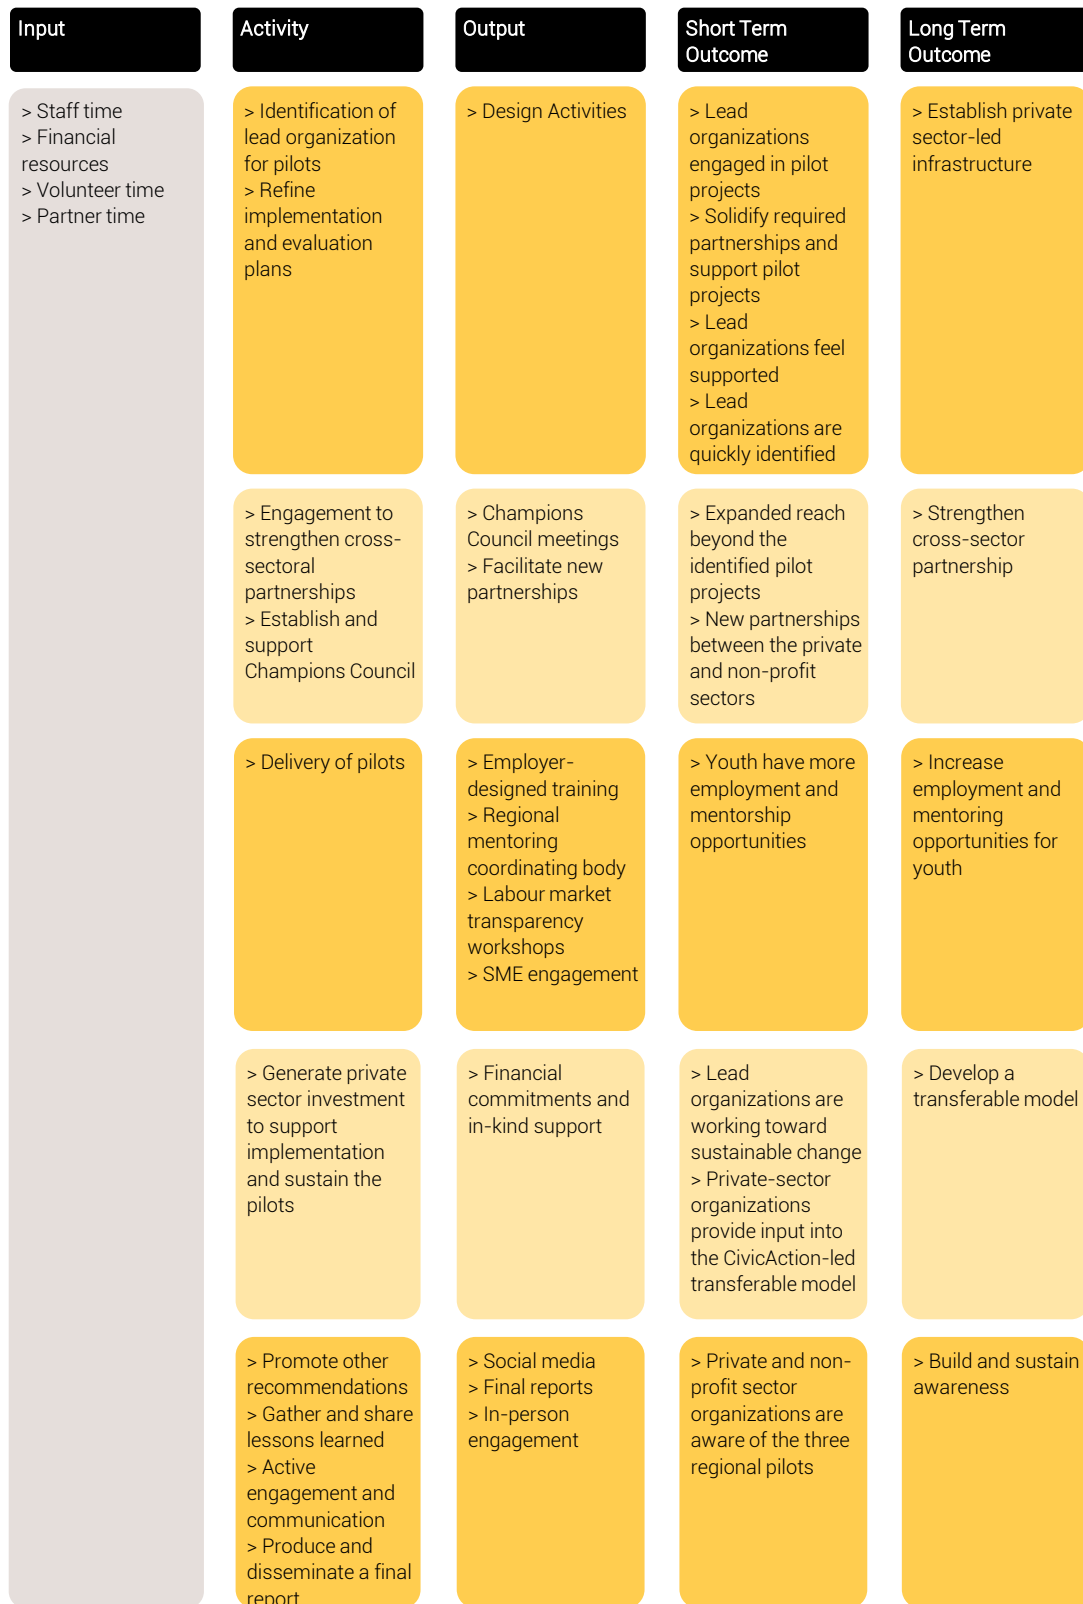 Input
Activity
Output
Short Term
Outcome
Long Term
Outcome
> Staff time
> Financial
resources
> Volunteer time
> Partner time
> Identification of
lead organization
for pilots
> Refine
implementation
and evaluation
plans
> Design Activities
> Lead
organizations
engaged in pilot
projects
> Solidify required
partnerships and
support pilot
projects
> Lead
organizations feel
supported
> Lead
organizations are
quickly identified
> Establish private
sector-led
infrastructure
> Engagement to
strengthen cross-
sectoral
partnerships
> Establish and
support
Champions Council
> Champions
Council meetings
> Facilitate new
partnerships
> Expanded reach
beyond the
identified pilot
projects
> New partnerships
between the private
and non-profit
sectors
> Strengthen
cross-sector
partnership
> Delivery of pilots
> Employer-
designed training
> Regional
mentoring
coordinating body
> Labour market
transparency
workshops
> SME engagement
> Youth have more
employment and
mentorship
opportunities
> Increase
employment and
mentoring
opportunities for
youth
> Generate private
sector investment
to support
implementation
and sustain the
pilots
> Financial
commitments and
in-kind support
> Lead
organizations are
working toward
sustainable change
> Private-sector
organizations
provide input into
the CivicAction-led
transferable model
> Develop a
transferable model
> Promote other
recommendations
> Gather and share
lessons learned
> Active
engagement and
communication
> Produce and
disseminate a final
report
> Social media
> Final reports
> In-person
engagement
> Private and non-
profit sector
organizations are
aware of the three
regional pilots
> Build and sustain
awareness